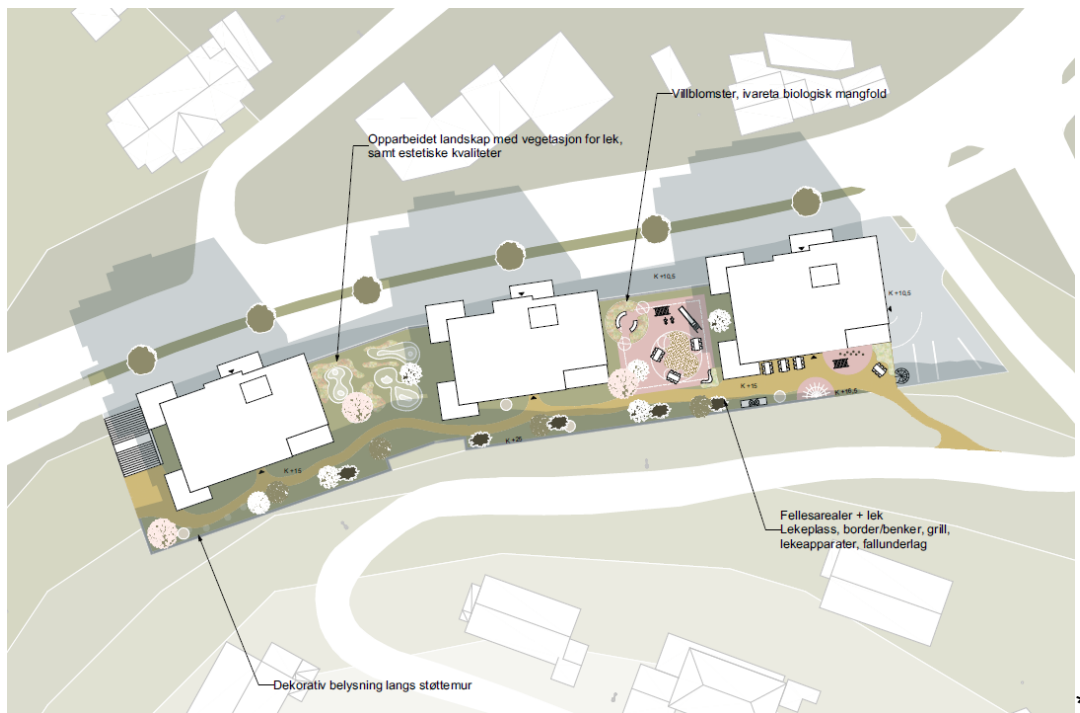 Villblomster, ivareta biologisk mangfold
Opparbeidet landskap med vegetasjon for lek,
samt estetiske kvaliteter
K +10,5
K +10,5
K +15
K +16,5
K +25
K +15
Fellesarealer + lek
Lekeplass, border/benker, grill,
lekeapparater, fallunderlag
Dekorativ belysning langs støttemur
*